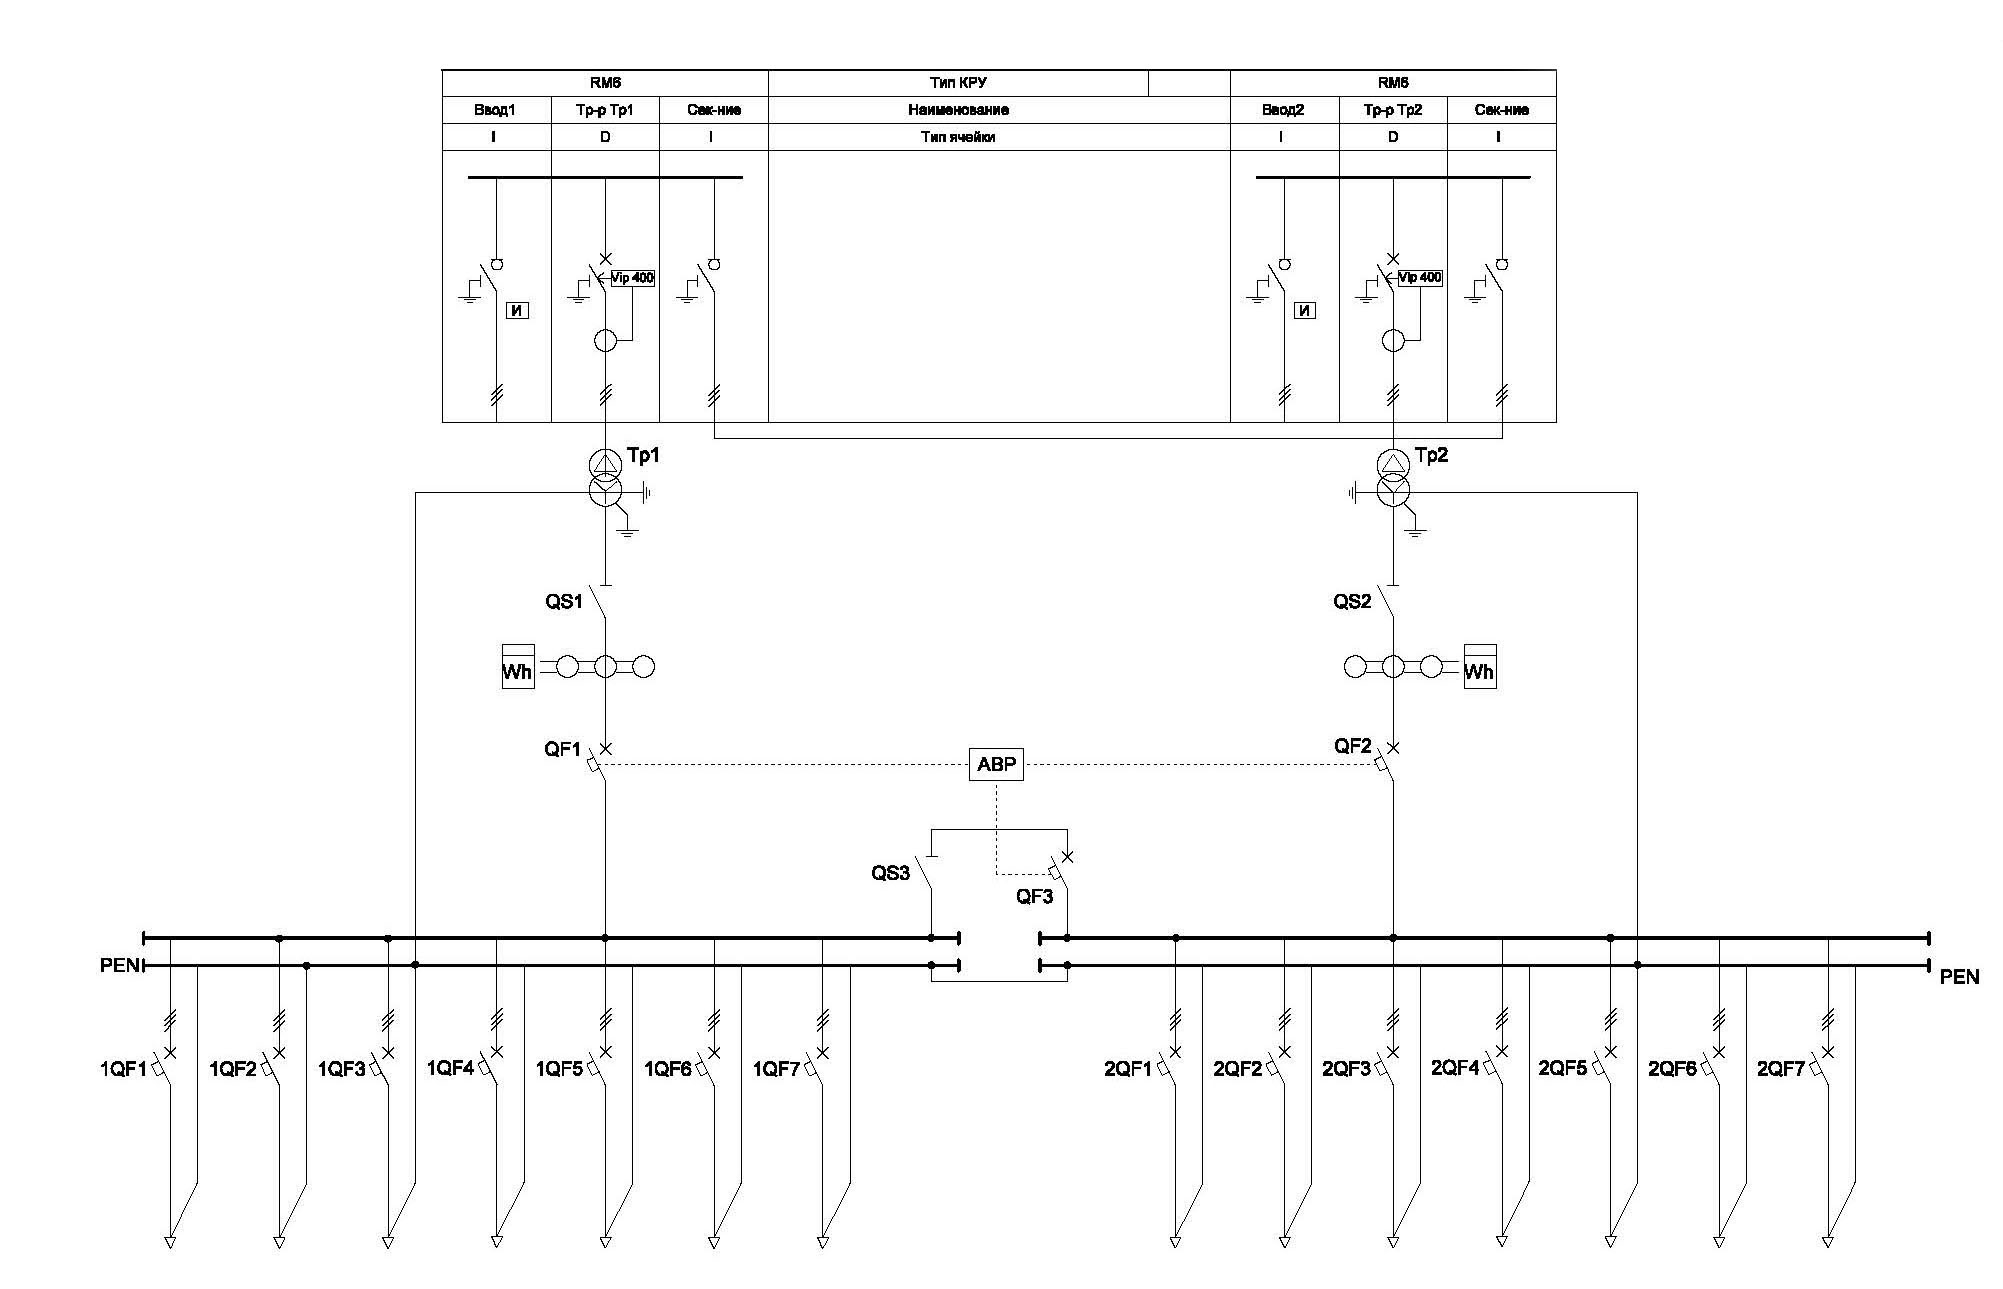 RM6 Тип КРУ RM6
Ввод1 Тр-р Тр1 Сек-ние Наименование Ввод2 Тр-р Тр2 Сек-ние
I D I Тип ячейки I D I
Vip 400 Vip 400
И И
Тр1 Тр2
QS1 QS2
Wh Wh
QF1 АВР QF2
QS3 QF3
PEN PEN
1QF1 1QF2 1QF3 1QF4 1QF5 1QF6 1QF7 2QF1 2QF2 2QF3 2QF4 2QF5 2QF6 2QF7